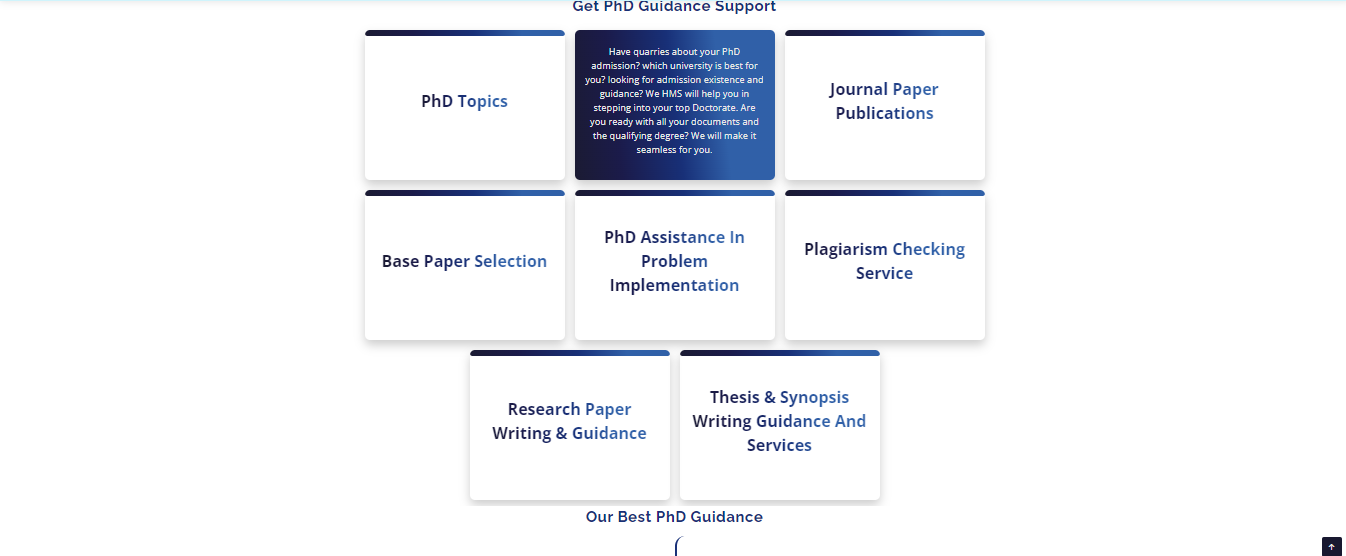 Get PhD Guidance Support
PhD Topics
Have quarries about your PhD
admission? which university is best for
you? looking for admission existence and
guidance? We HMS will help you in
stepping into your top Doctorate. Are
you ready with all your documents and
the qualifying degree? We will make it
seamless for you.
Journal Paper
Publications
Base Paper Selection
PhD Assistance In
Problem
Implementation
Plagiarism Checking
Service
Research Paper
Writing & Guidance
Thesis & Synopsis
Writing Guidance And
Services
Our Best PhD Guidance